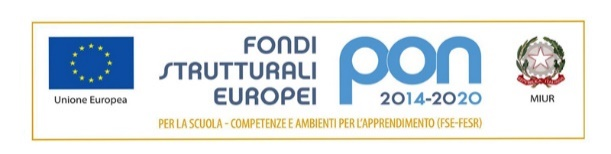 Unione Europea
FONDI
STRUTTURALI
EUROPEI
pon
2014-2020
MIUR
PER LA SCUOLA - COMPETENZE E AMBIENTI PER L'APPRENDIMENTO (FSE-FESR)